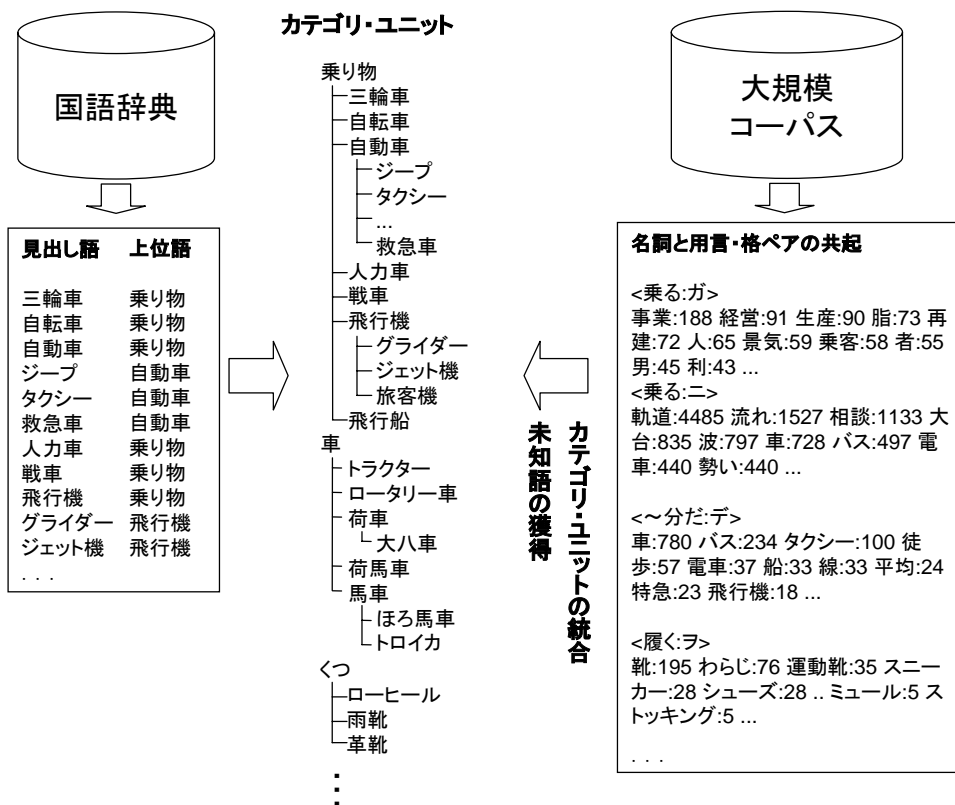 国語辞典
見出し語 上位語
三輪車 乗り物
自転車 乗り物
自動車 乗り物
ジープ 自動車
タクシー 自動車
救急車 自動車
人力車 乗り物
戦車 乗り物
飛行機 乗り物
グライダー 飛行機
ジェット機 飛行機
. . .
カテゴリ・ユニット
乗り物
三輪車
自転車
自動車
ジープ
タクシー
...
救急車
人力車
戦車
飛行機
グライダー
ジェット機
旅客機
飛行船
車
トラクター
ロータリー車
荷車
大八車
荷馬車
馬車
ほろ馬車
トロイカ
くつ
ローヒール
雨靴
革靴
・・・
カテゴリ・ユニットの統合
未知語の獲得
大規模
コーパス
名詞と用言・格ペアの共起
<乗る:ガ>
事業:188 経営:91 生産:90 脂:73 再
建:72 人:65 景気:59 乗客:58 者:55
男:45 利:43 ...
<乗る:ニ>
軌道:4485 流れ:1527 相談:1133 大
台:835 波:797 車:728 バス:497 電
車:440 勢い:440 ...
<～分だ:デ>
車:780 バス:234 タクシー:100 徒
歩:57 電車:37 船:33 線:33 平均:24
特急:23 飛行機:18 ...
<履く:ヲ>
靴:195 わらじ:76 運動靴:35 スニー
カー:28 シューズ:28 .. ミュール:5 ス
トッキング:5 ...
. . .